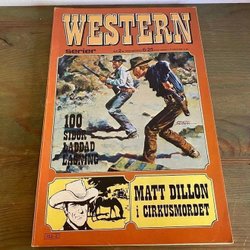 WESTERN
serier
100
SIDOR
LADDAD
LÄSNING
MATT DILLON
i CIRKUSMORDET